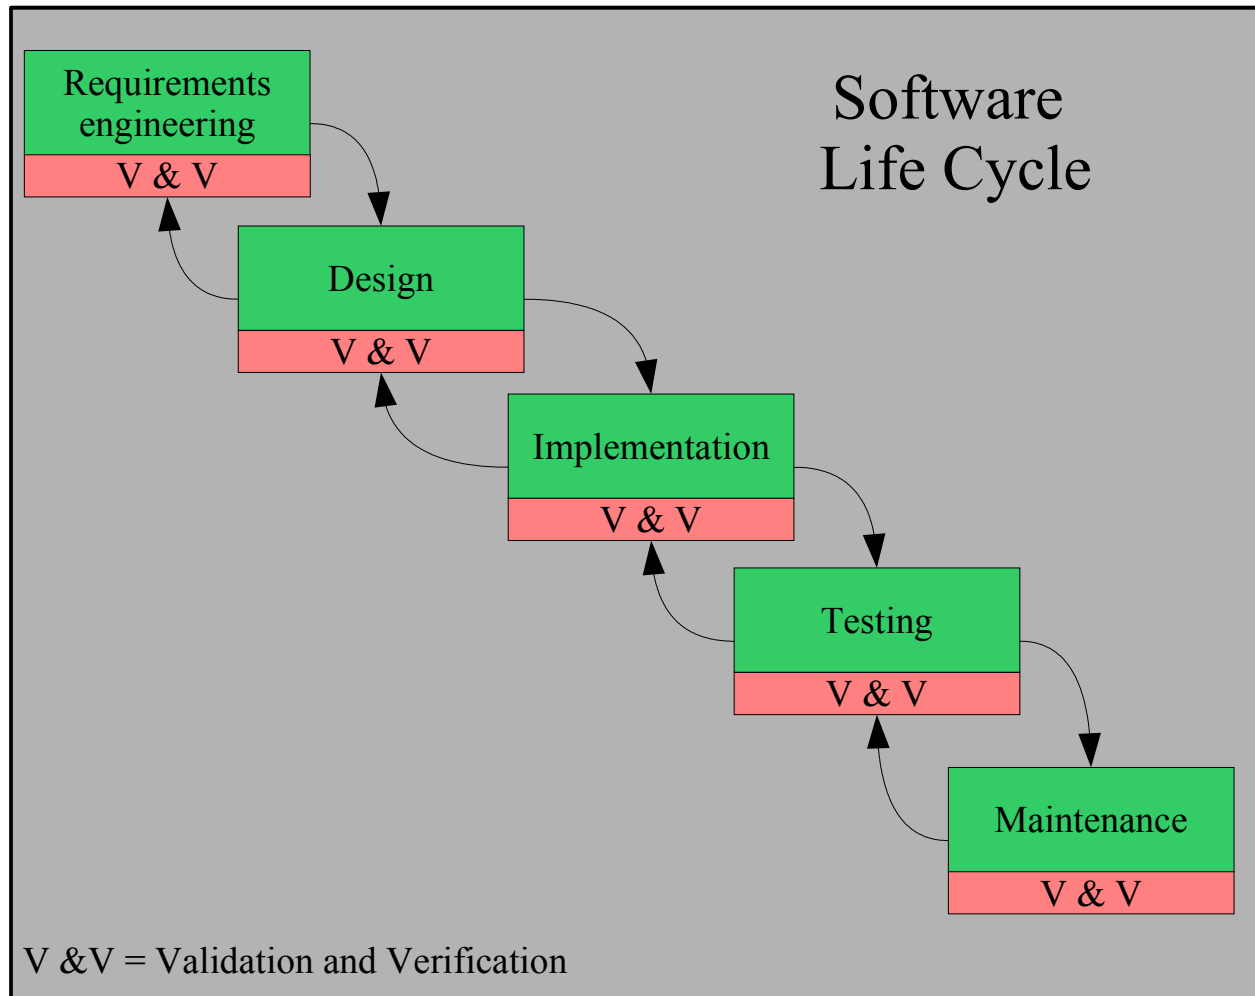 Software
Life Cycle
Requirements
engineering
V & V
Design
V & V
Implementation
V & V
Testing
V & V
Maintenance
V & V
V &V = Validation and Verification